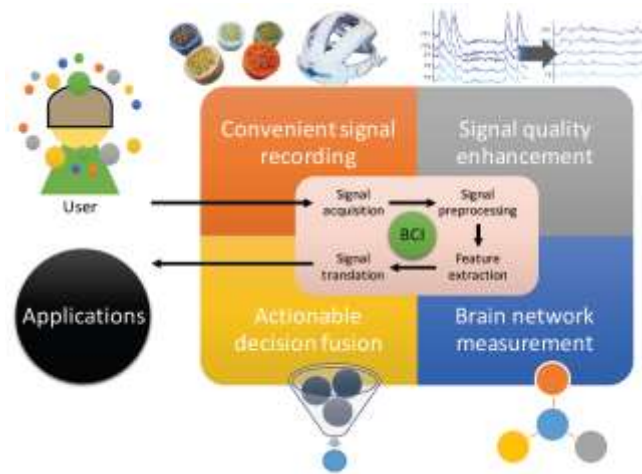 Convenient signal
recording
Signal quality
enhancement
User
Signal
acquisition
Signal
preprocessing
BCI
Signal
translation
Feature
extraction
Applications
Actionable
decision fusion
Brain network
measurement